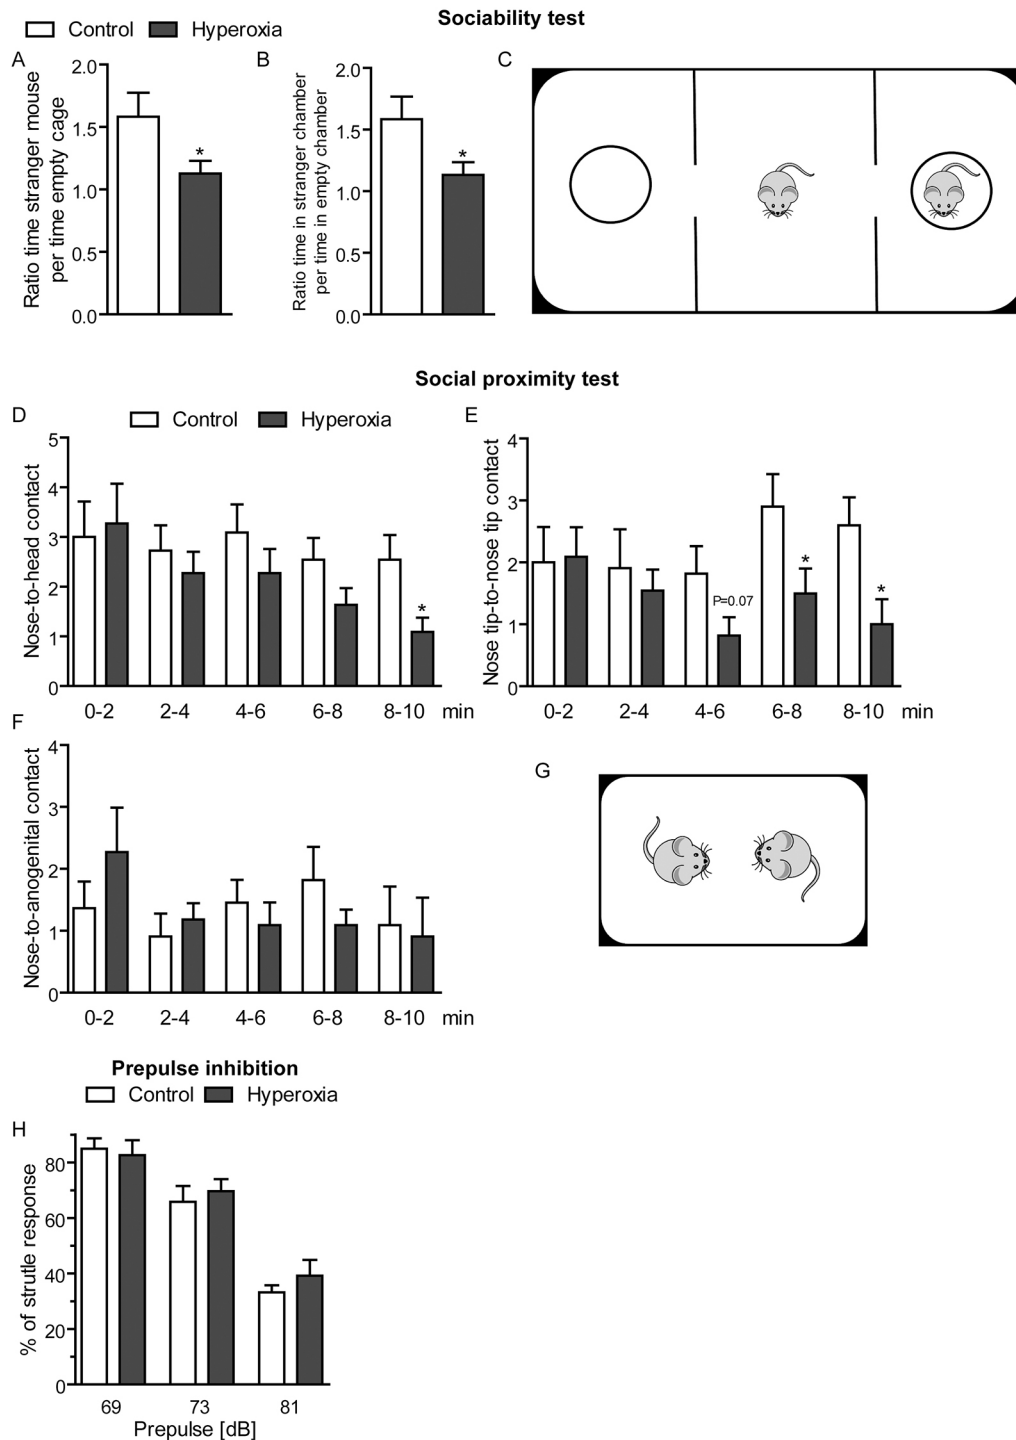 Sociability test
Control Hyperoxia
A
Ratio time stranger mouse
per time empty cage
2.0
1.5
1.0
0.5
0.0
*
B
Ratio time in stranger chamber
per time in empty chamber
2.0
1.5
1.0
0.5
0.0
*
C
Social proximity test
Control Hyperoxia
D
Nose-to-head contact
5
4
3
2
1
0
*
0-2 2-4 4-6 6-8 8-10 min
E
Nose tip-to-nose tip contact
4
3
2
1
0
P=0.07
*
*
0-2 2-4 4-6 6-8 8-10 min
F
Nose-to-anogenital contact
4
3
2
1
0
0-2 2-4 4-6 6-8 8-10 min
G
Prepulse inhibition
Control Hyperoxia
H
% of strutle response
80
60
40
20
0
69 73 81
Prepulse [dB]